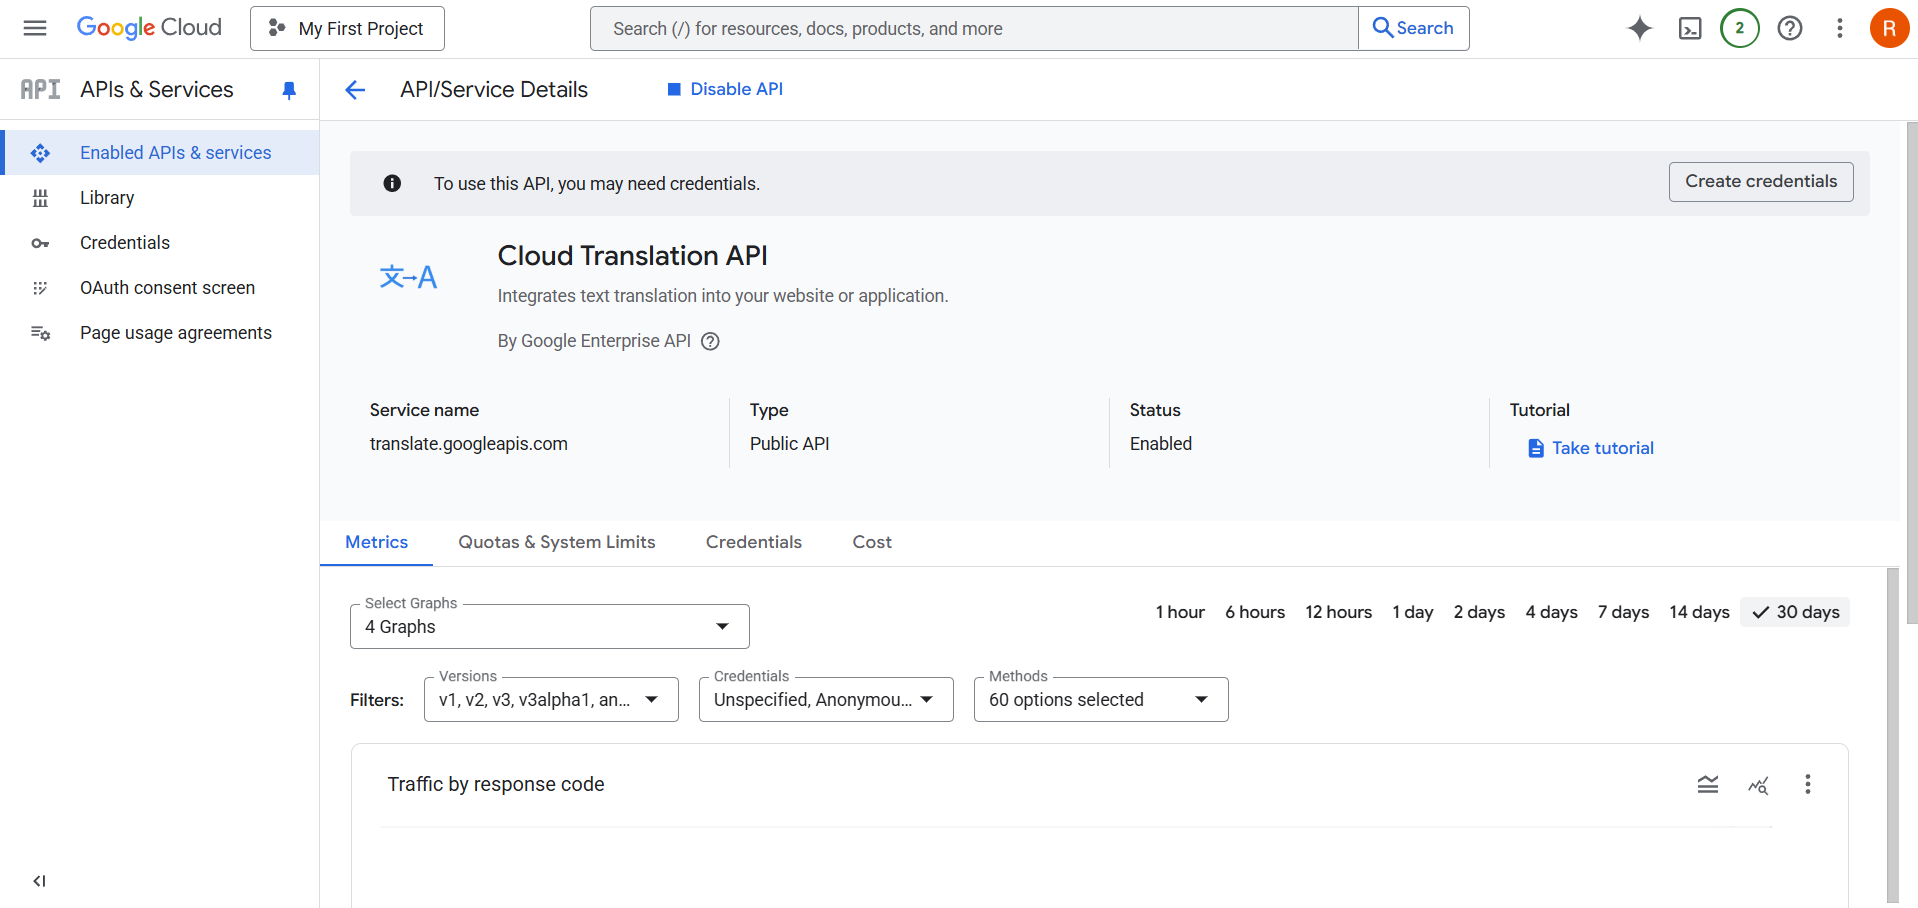 Google Cloud
My First Project
Search (/) for resources, docs, products, and more
Search
2
R
API
APIs & Services
API/Service Details
Disable API
Enabled APIs & services
Library
Credentials
OAuth consent screen
Page usage agreements
To use this API, you may need credentials.
Create credentials
文→A
Cloud Translation API
Integrates text translation into your website or application.
By Google Enterprise API
Service name
translate.googleapis.com
Type
Public API
Status
Enabled
Tutorial
Take tutorial
Metrics
Quotas & System Limits
Credentials
Cost
Select Graphs
4 Graphs
1 hour
6 hours
12 hours
1 day
2 days
4 days
7 days
14 days
30 days
Filters:
Versions
v1, v2, v3, v3alpha1, an...
Credentials
Unspecified, Anonymou...
Methods
60 options selected
Traffic by response code